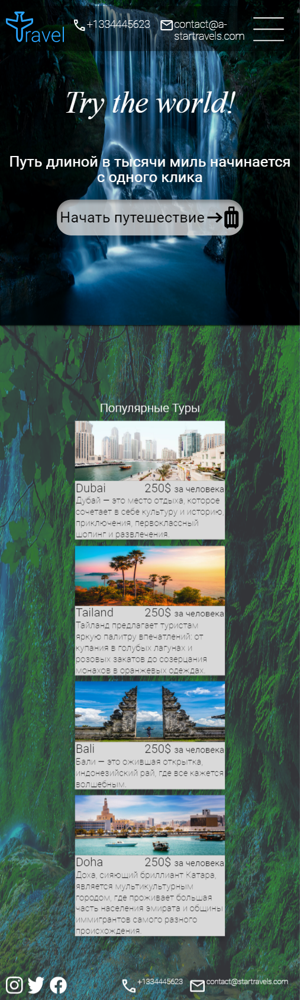 Travel
+1334445623
contact@a-
startravels.com
Try the world!
Путь длиной в тысячи миль начинается
с одного клика
Начать путешествие
Популярные Туры
Dubai 250$ за человека
Дубай — это место отдыха, которое
сочетает в себе культуру и историю,
приключения, первоклассный
шопинг и развлечения.
Tailand 250$ за человека
Тайланд предлагает туристам
яркую палитру впечатлений: от
купания в голубых лагунах и
розовых закатов до созерцания
монахов в оранжевых одеждах.
Bali 250$ за человека
Бали — это ожившая открытка,
индонезийский рай, где все кажется
волшебным.
Doha 250$ за человека
Доха, сияющий бриллиант Катара,
является мультикультурным
городом, где проживает большая
часть населения эмирата и общины
иммигрантов самого разного
происхождения.
+1334445623
contact@startravels.com